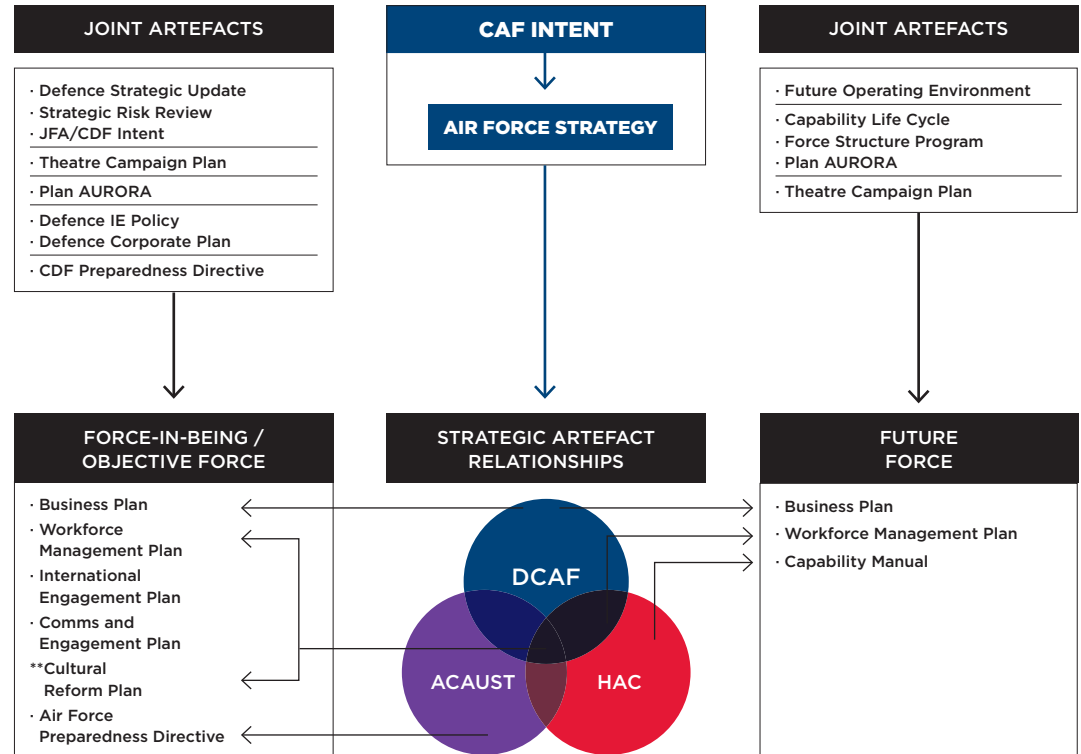 JOINT ARTEFACTS
· Defence Strategic Update
· Strategic Risk Review
· JFA/CDF Intent
· Theatre Campaign Plan
· Plan AURORA
· Defence IE Policy
· Defence Corporate Plan
· CDF Preparedness Directive
CAF INTENT
AIR FORCE STRATEGY
JOINT ARTEFACTS
· Future Operating Environment
· Capability Life Cycle
· Force Structure Program
· Plan AURORA
· Theatre Campaign Plan
FORCE-IN-BEING /
OBJECTIVE FORCE
· Business Plan
· Workforce
Management Plan
· International
Engagement Plan
· Comms and
Engagement Plan
**Cultural
Reform Plan
· Air Force
Preparedness Directive
STRATEGIC ARTEFACT
RELATIONSHIPS
DCAF
ACAUST
HAC
FUTURE
FORCE
· Business Plan
· Workforce Management Plan
· Capability Manual